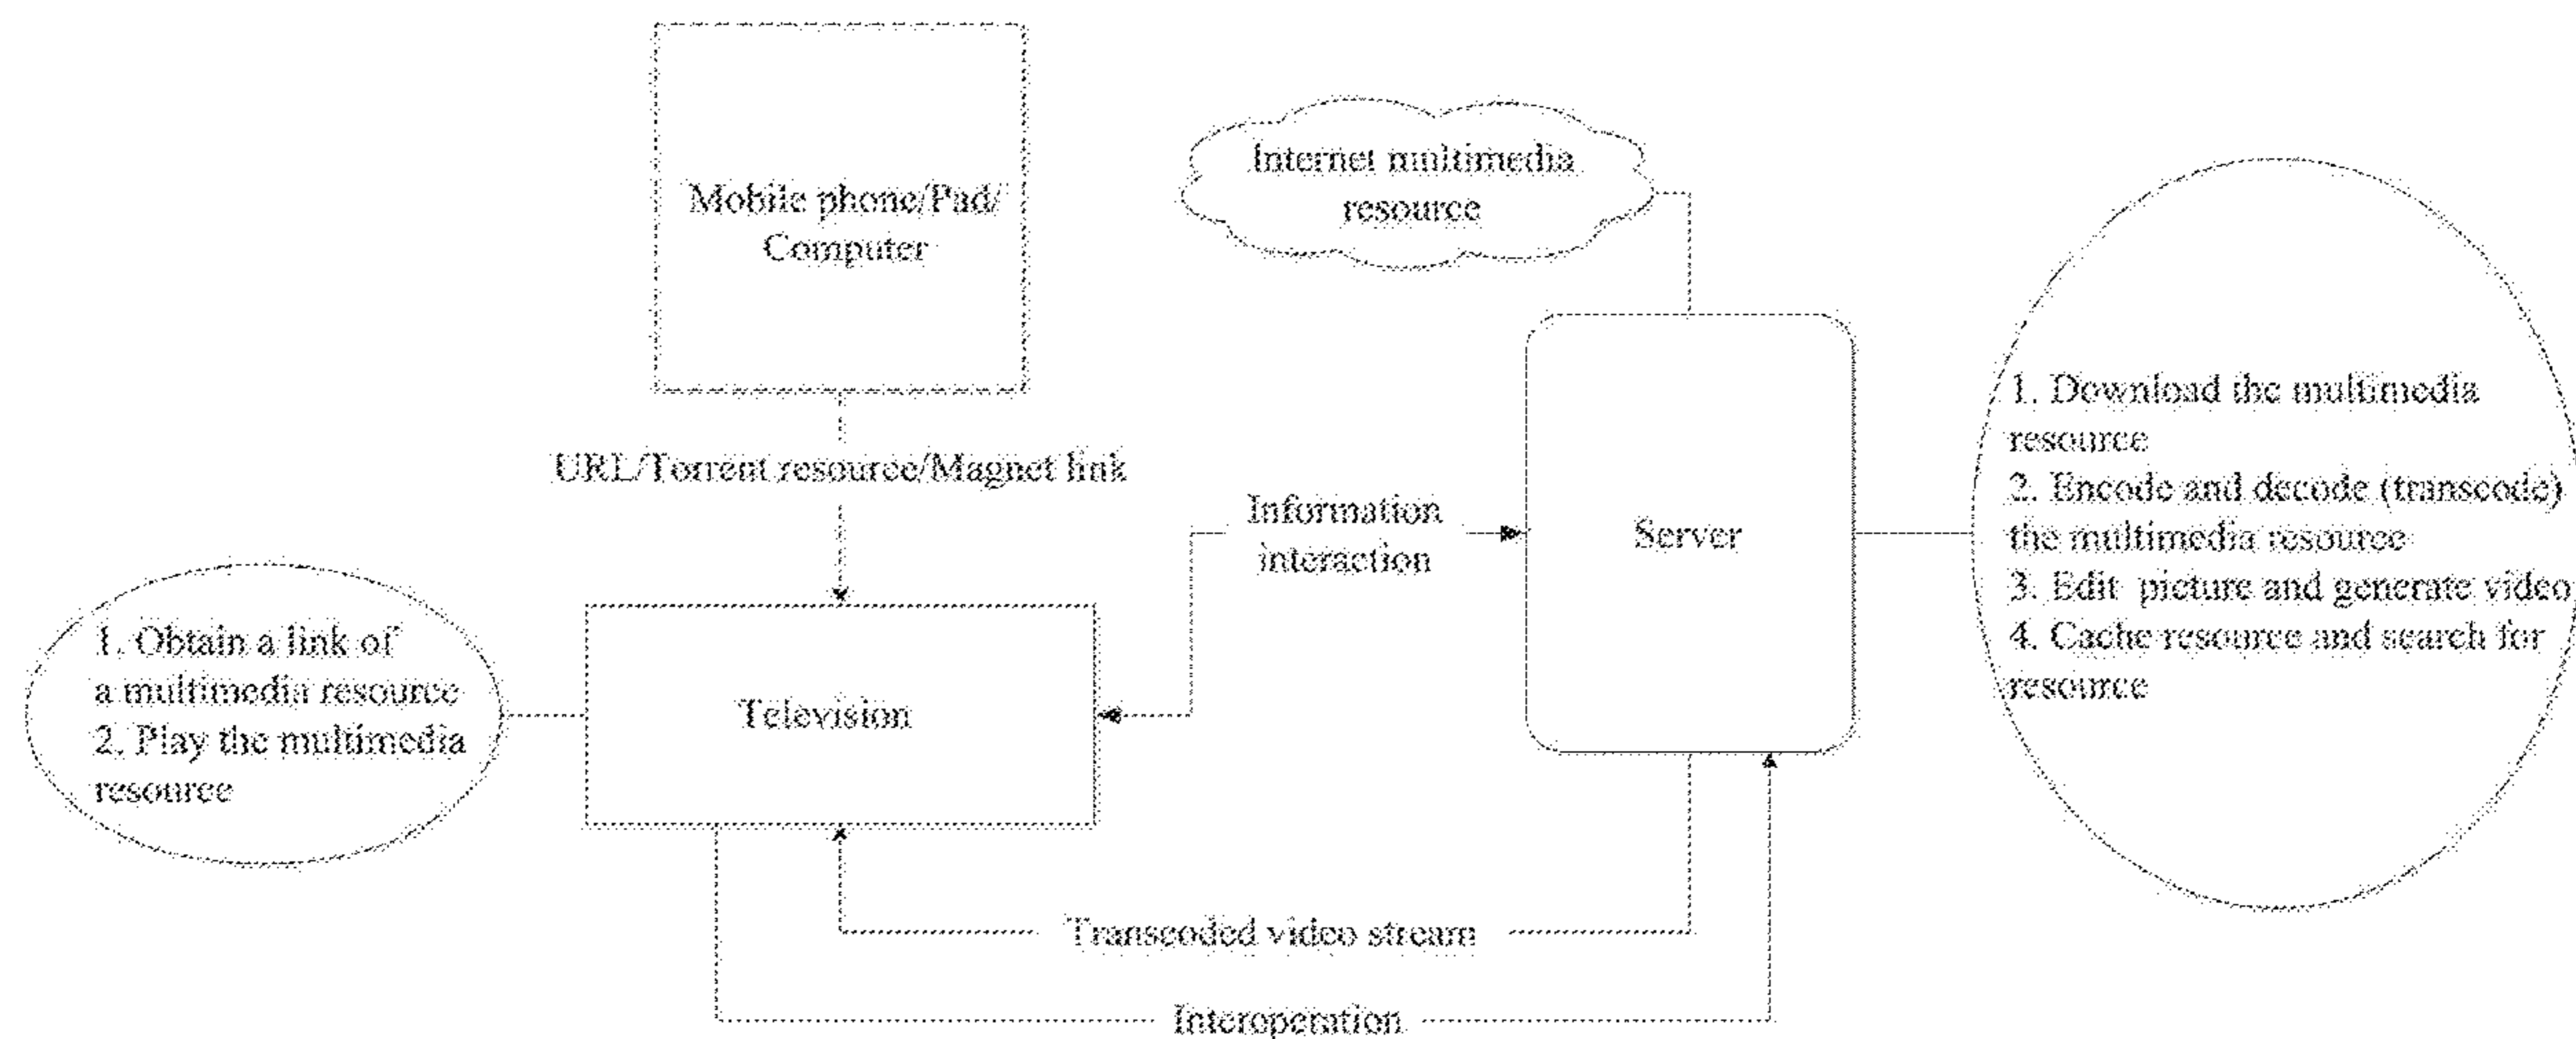 Mobile phone/Pad/
Computer
Internet multimedia
resource
URL/Torrent resource/Magnet link
Information
interaction
Server
1. Download the multimedia
resource
2. Encode and decode (transcode)
the multimedia resource
3. Edit picture and generate video
4. Cache resource and search for
resource
1. Obtain a link of
a multimedia resource
2. Play the multimedia
resource
Television
Transcoded video stream
Interoperation